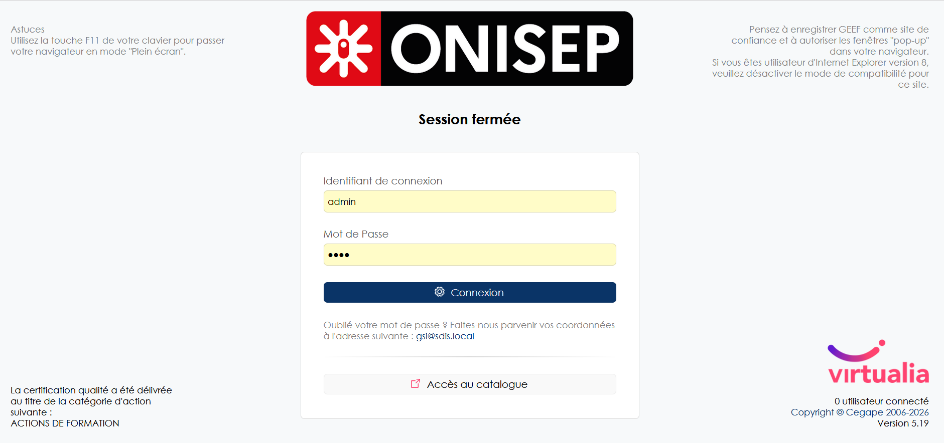 Astuces
Utilisez la touche F11 de votre clavier pour passer
votre navigateur en mode "Plein écran".
ONISEP
Pensez à enregistrer GEEF comme site de
confiance et à autoriser les fenêtres "pop-up"
dans votre navigateur.
Si vous êtes utilisateur d'Internet Explorer version 8,
veuillez désactiver le mode de compatibilité pour
ce site.
Session fermée
Identifiant de connexion
admin
Mot de Passe
••••
Connexion
Oublié votre mot de passe ? Faites nous parvenir vos coordonnées
à l'adresse suivante : gsi@sdis.local
Accès au catalogue
La certification qualité a été délivrée
au titre de la catégorie d'action
suivante :
ACTIONS DE FORMATION
virtualia
0 utilisateur connecté
Copyright © Cegape 2006-2026
Version 5.19